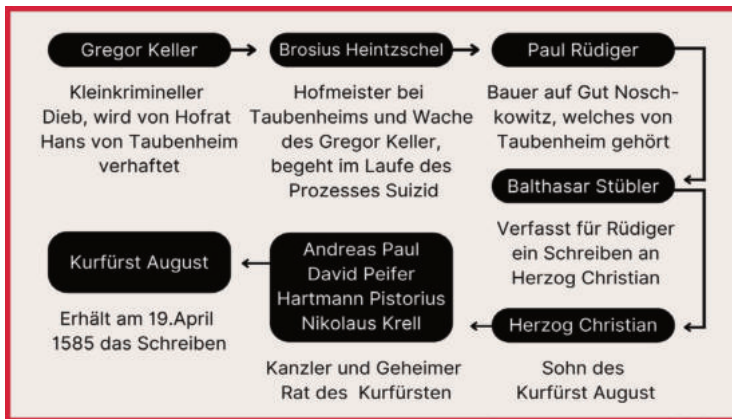 Gregor Keller
Kleinkrimineller
Dieb, wird von Hofrat
Hans von Taubenheim
verhaftet
Brosius Heintzschel
Hofmeister bei
Taubenheims und Wache
des Gregor Keller,
begeht im Laufe des
Prozesses Suizid
Paul Rüdiger
Bauer auf Gut Nosch-
kowitz, welches von
Taubenheim gehört
Balthasar Stübler
Verfasst für Rüdiger
ein Schreiben an
Herzog Christian
Herzog Christian
Sohn des
Kurfürst August
Andreas Paul
David Peifer
Hartmann Pistorius
Nikolaus Krell
Kanzler und Geheimer
Rat des Kurfürsten
Kurfürst August
Erhält am 19.April
1585 das Schreiben